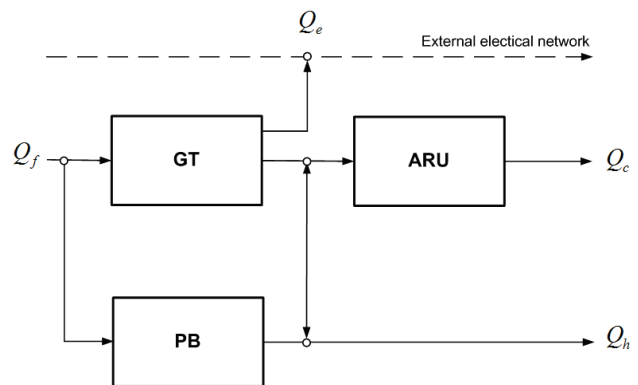 Q_e
External electical network
Q_f
GT
ARU
Q_c
PB
Q_h